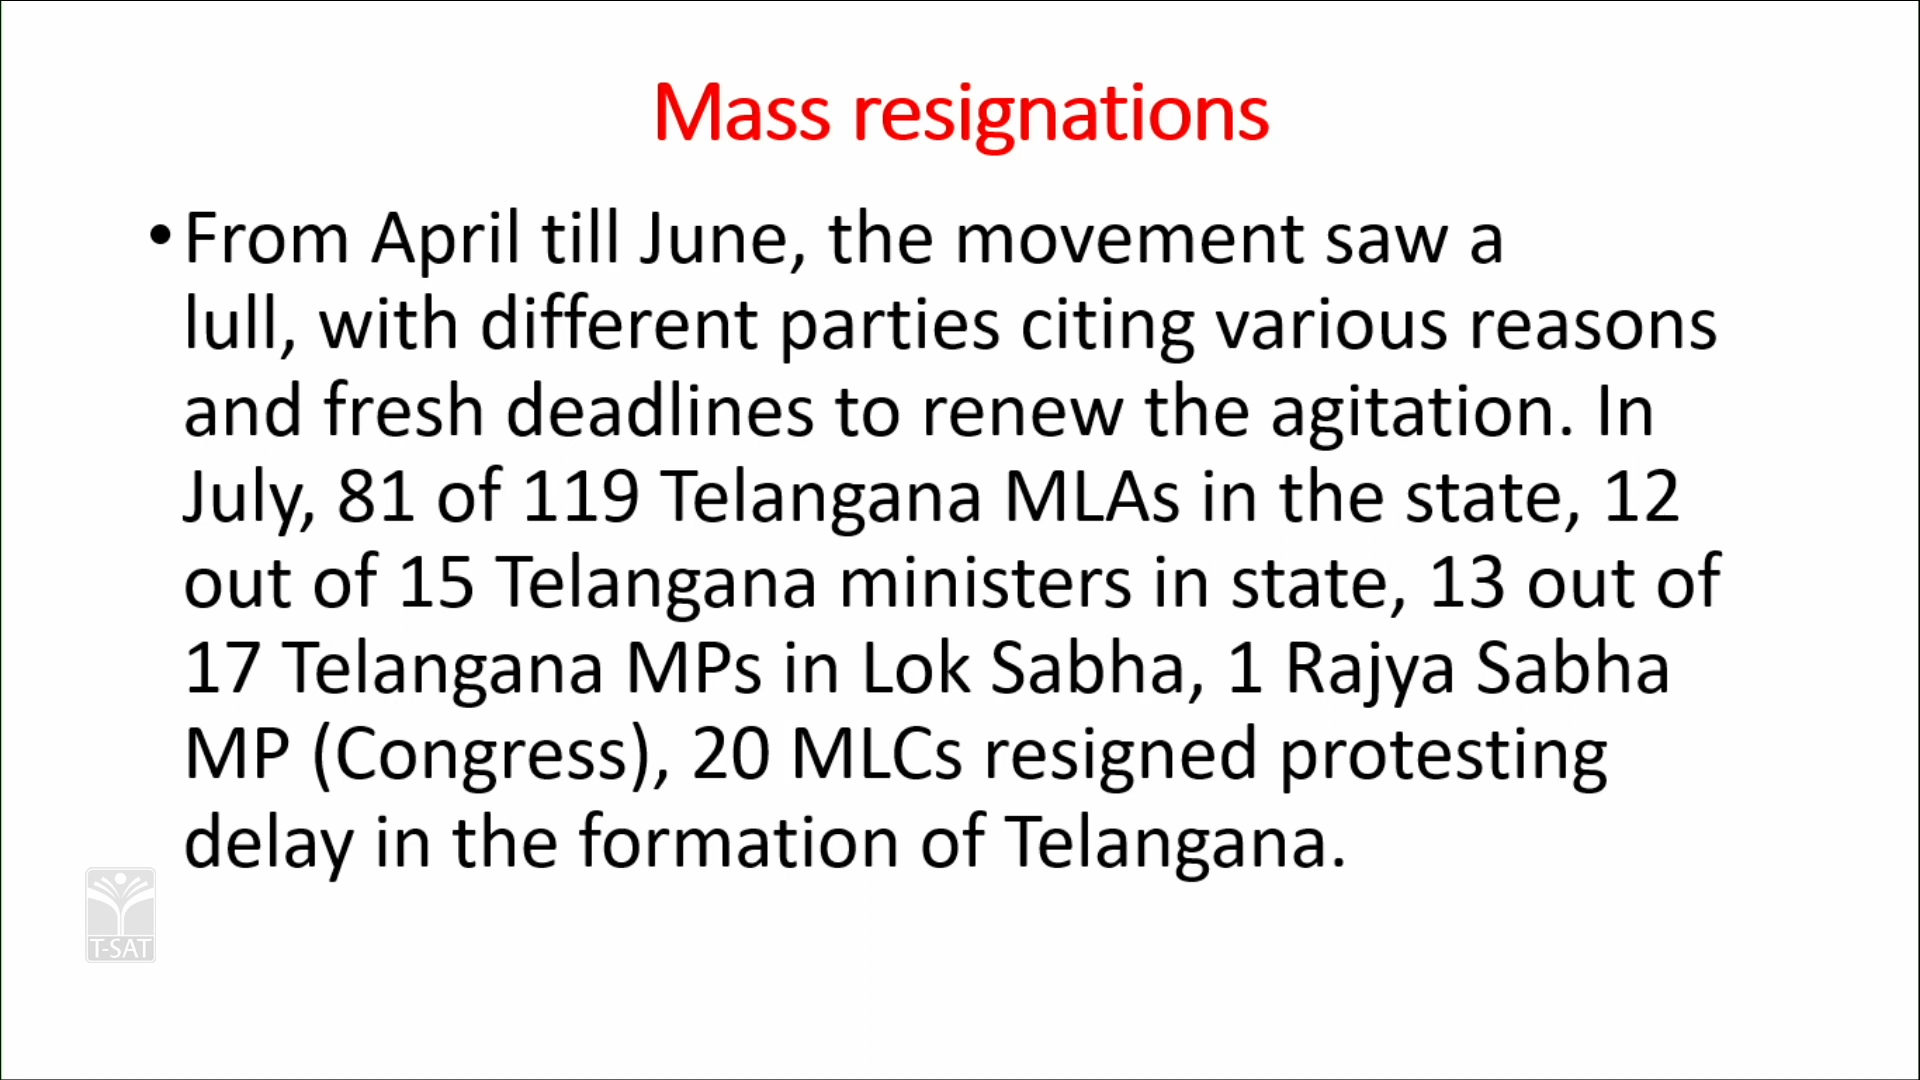 Mass resignations
•From April till June, the movement saw a
lull, with different parties citing various reasons
and fresh deadlines to renew the agitation. In
July, 81 of 119 Telangana MLAs in the state, 12
out of 15 Telangana ministers in state, 13 out of
17 Telangana MPs in Lok Sabha, 1 Rajya Sabha
MP (Congress), 20 MLCs resigned protesting
delay in the formation of Telangana.
T-SAT